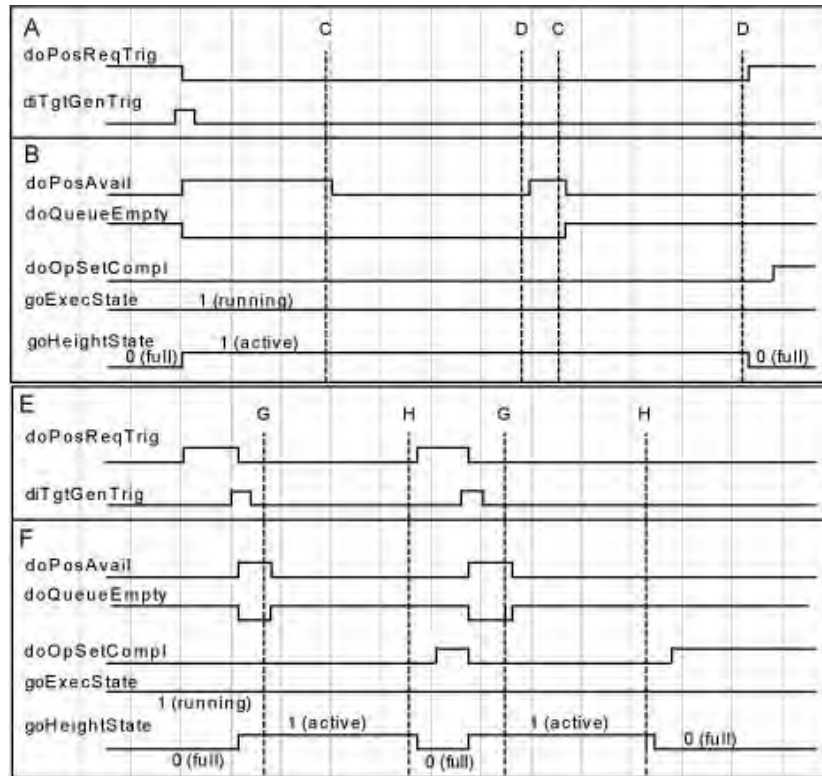 A
C D C D
doPosReqTrig
diTgtGenTrig
B
doPosAvail
doQueueEmpty
doOpSetCompl
goExecState
1 (running)
goHeightState
1 (active)
0 (full)
0 (full)
E
G H G H
doPosReqTrig
diTgtGenTrig
F
doPosAvail
doQueueEmpty
doOpSetCompl
goExecState
1 (running)
goHeightState
1 (active) 1 (active)
0 (full) 0 (full) 0 (full)